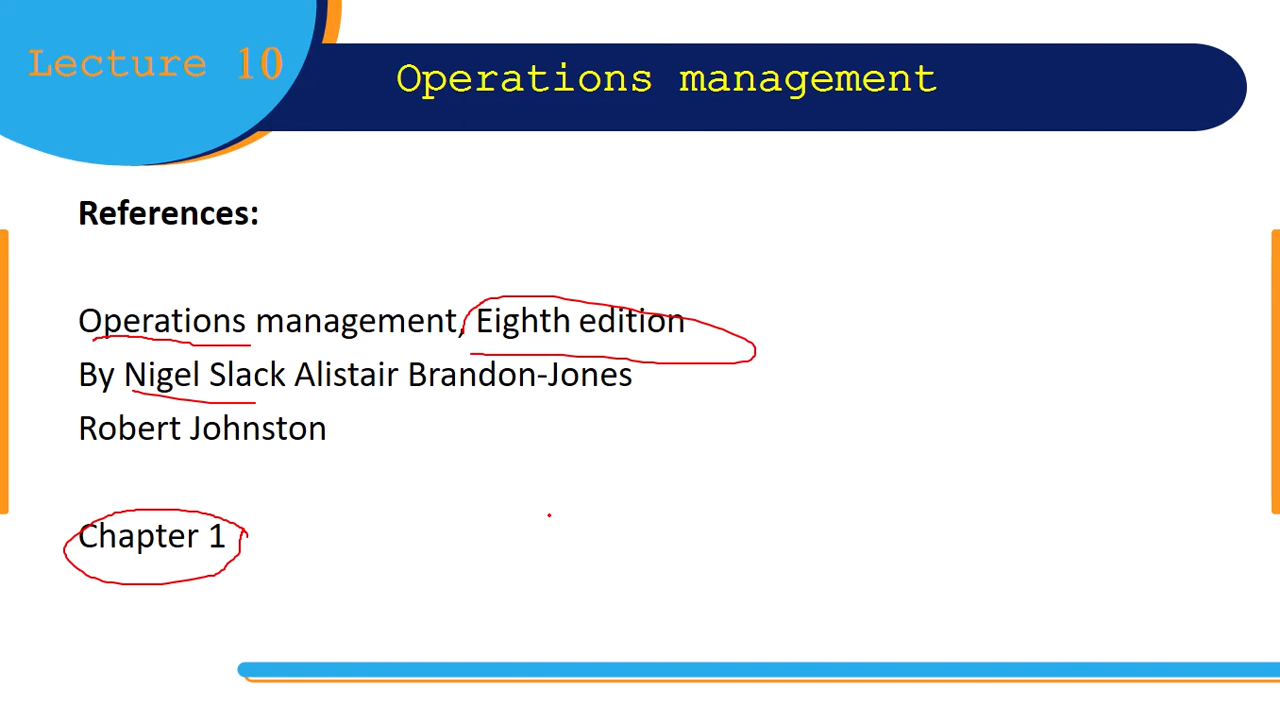 Lecture 10
Operations management
References:
Operations management, Eighth edition
By Nigel Slack Alistair Brandon-Jones
Robert Johnston
Chapter 1